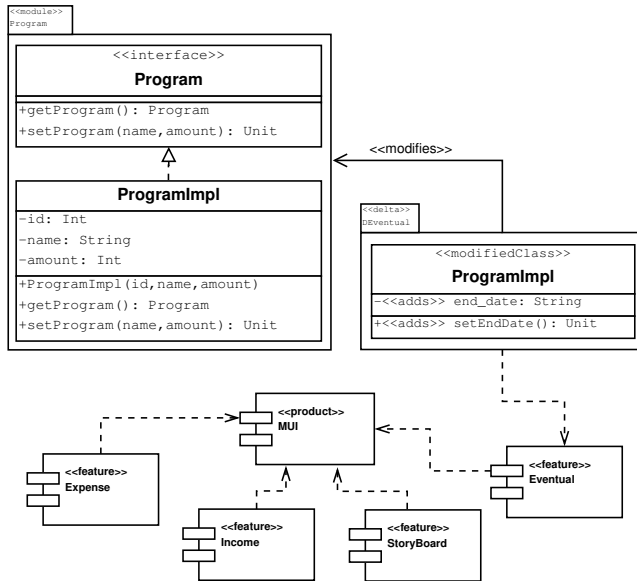 <<module>>
Program
<<interface>>
Program
+getProgram(): Program
+setProgram(name,amount): Unit
ProgramImpl
-id: Int
-name: String
-amount: Int
+ProgramImpl(id,name,amount)
+getProgram(): Program
+setProgram(name,amount): Unit
<<modifies>>
<<delta>>
DEventual
<<modifiedClass>>
ProgramImpl
-<<adds>> end_date: String
+<<adds>> setEndDate(): Unit
<<product>>
MUI
<<feature>>
Expense
<<feature>>
Income
<<feature>>
StoryBoard
<<feature>>
Eventual